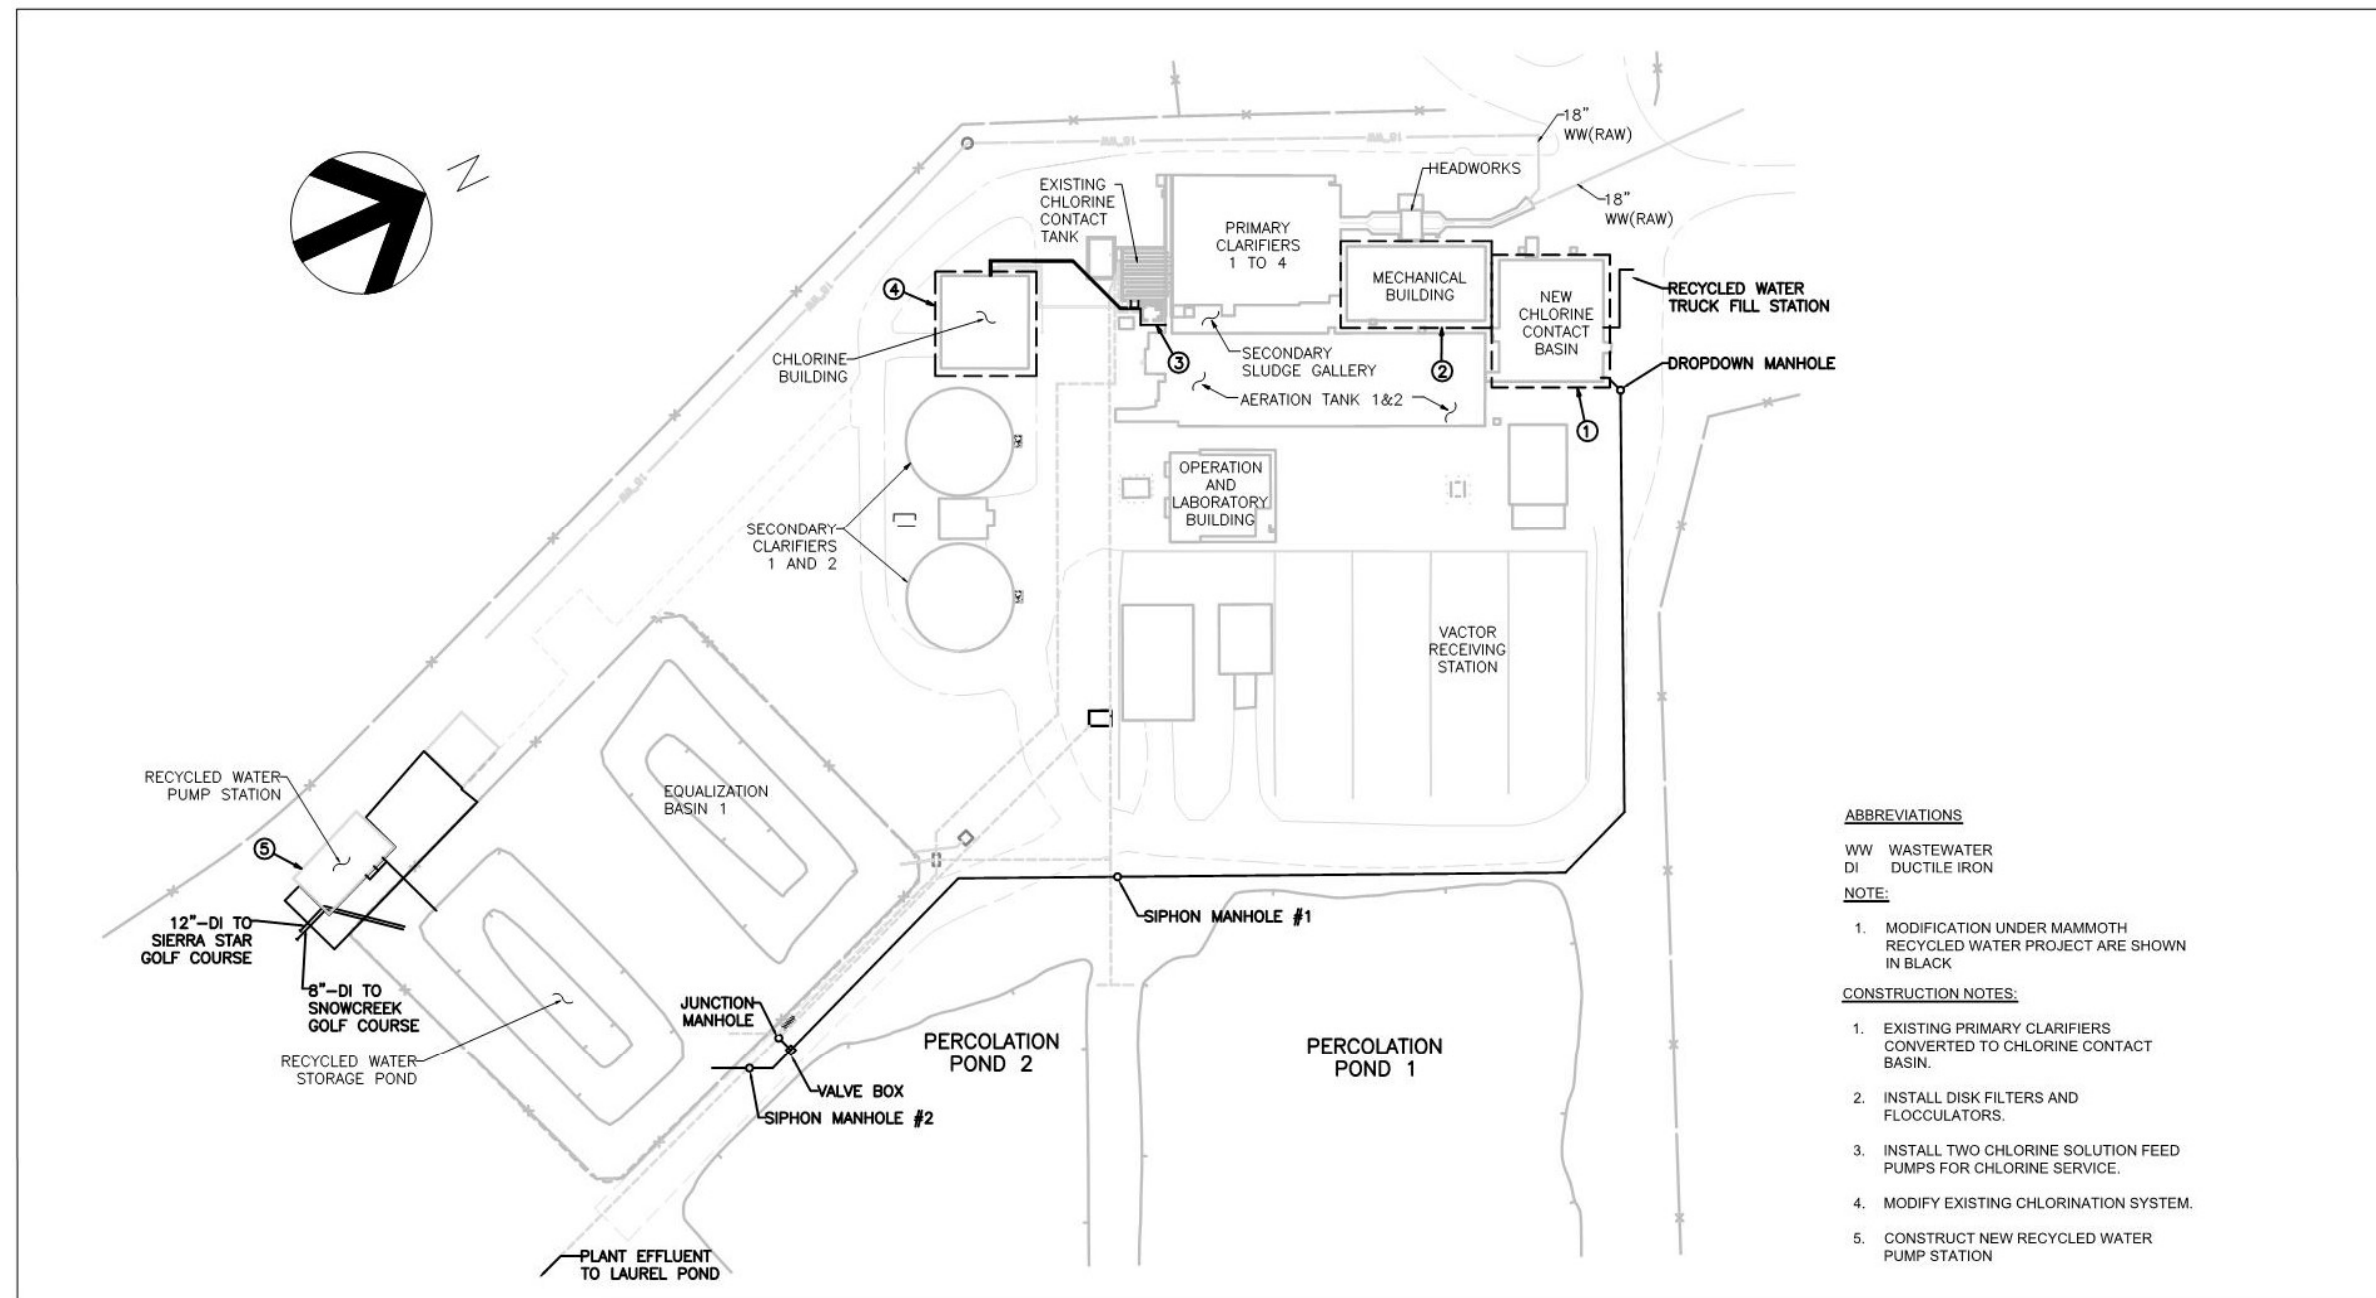 N
18"
WW(RAW)
HEADWORKS
18"
WW(RAW)
EXISTING
CHLORINE
CONTACT
TANK
PRIMARY
CLARIFIERS
1 TO 4
MECHANICAL
BUILDING
NEW
CHLORINE
CONTACT
BASIN
RECYCLED WATER
TRUCK FILL STATION
4
CHLORINE
BUILDING
3
SECONDARY
SLUDGE GALLERY
2
DROPDOWN MANHOLE
AERATION TANK 1&2
1
OPERATION
AND
LABORATORY
BUILDING
SECONDARY
CLARIFIERS
1 AND 2
VACTOR
RECEIVING
STATION
RECYCLED WATER
PUMP STATION
EQUALIZATION
BASIN 1
5
12"-DI TO
SIERRA STAR
GOLF COURSE
8"-DI TO
SNOWCREEK
GOLF COURSE
RECYCLED WATER
STORAGE POND
SIPHON MANHOLE #1
JUNCTION
MANHOLE
VALVE BOX
SIPHON MANHOLE #2
PERCOLATION
POND 2
PERCOLATION
POND 1
PLANT EFFLUENT
TO LAUREL POND
ABBREVIATIONS
WW WASTEWATER
DI DUCTILE IRON
NOTE:
1. MODIFICATION UNDER MAMMOTH
RECYCLED WATER PROJECT ARE SHOWN
IN BLACK
CONSTRUCTION NOTES:
1. EXISTING PRIMARY CLARIFIERS
CONVERTED TO CHLORINE CONTACT
BASIN.
2. INSTALL DISK FILTERS AND
FLOCCULATORS.
3. INSTALL TWO CHLORINE SOLUTION FEED
PUMPS FOR CHLORINE SERVICE.
4. MODIFY EXISTING CHLORINATION SYSTEM.
5. CONSTRUCT NEW RECYCLED WATER
PUMP STATION